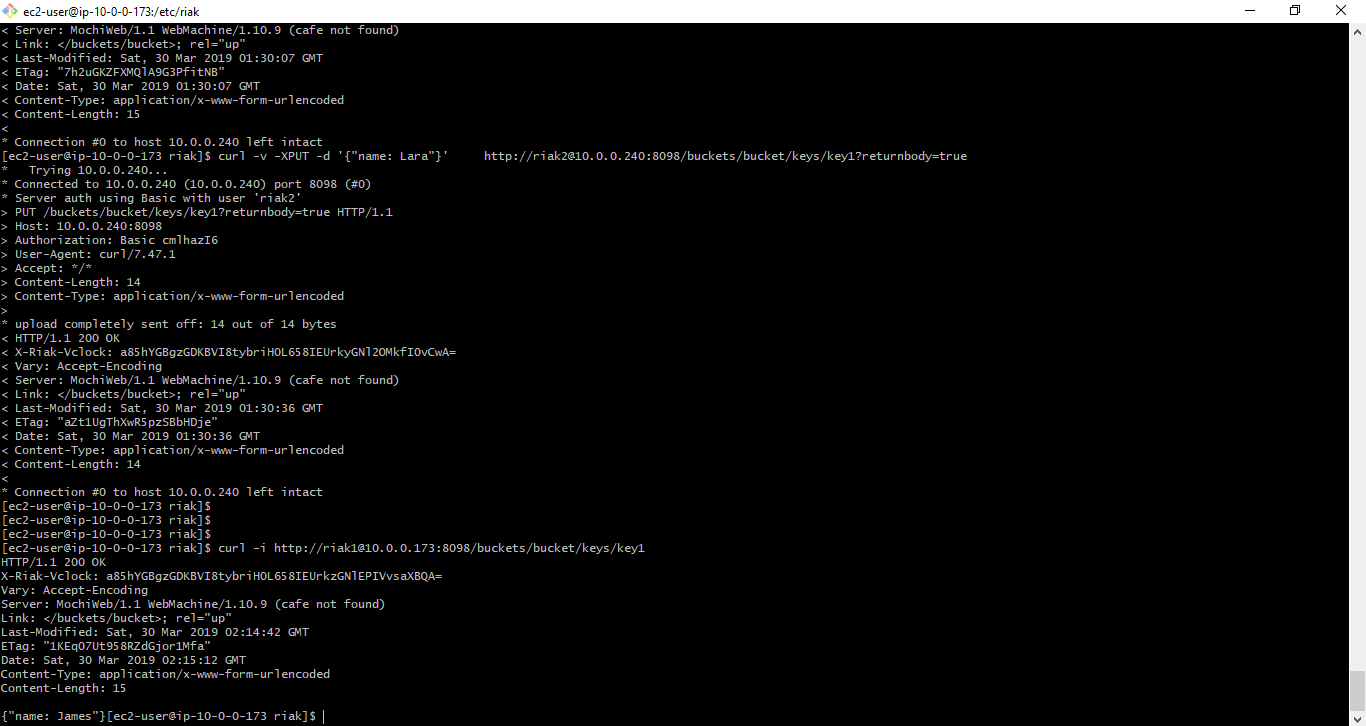 ec2-user@ip-10-0-0-173:/etc/riak
< Server: MochiWeb/1.1 WebMachine/1.10.9 (cafe not found)
< Link: </buckets/bucket>; rel="up"
< Last-Modified: Sat, 30 Mar 2019 01:30:07 GMT
< ETag: "7h2uGKZFXMQlA9G3PfitNB"
< Date: Sat, 30 Mar 2019 01:30:07 GMT
< Content-Type: application/x-www-form-urlencoded
< Content-Length: 15
<
* Connection #0 to host 10.0.0.240 left intact
[ec2-user@ip-10-0-0-173 riak]$ curl -v -XPUT -d '{"name: Lara"}'     http://riak2@10.0.0.240:8098/buckets/bucket/keys/key1?returnbody=true
*   Trying 10.0.0.240...
* Connected to 10.0.0.240 (10.0.0.240) port 8098 (#0)
* Server auth using Basic with user 'riak2'
> PUT /buckets/bucket/keys/key1?returnbody=true HTTP/1.1
> Host: 10.0.0.240:8098
> Authorization: Basic cmlhazI6
> User-Agent: curl/7.47.1
> Accept: */*
> Content-Length: 14
> Content-Type: application/x-www-form-urlencoded
>
* upload completely sent off: 14 out of 14 bytes
< HTTP/1.1 200 OK
< X-Riak-Vclock: a85hYGBgzGDKBVI8tybriHOL658IEUrkyGNl2OMkfIOvCwA=
< Vary: Accept-Encoding
< Server: MochiWeb/1.1 WebMachine/1.10.9 (cafe not found)
< Link: </buckets/bucket>; rel="up"
< Last-Modified: Sat, 30 Mar 2019 01:30:36 GMT
< ETag: "aZt1UgThXwR5pzSBbHDje"
< Date: Sat, 30 Mar 2019 01:30:36 GMT
< Content-Type: application/x-www-form-urlencoded
< Content-Length: 14
<
* Connection #0 to host 10.0.0.240 left intact
[ec2-user@ip-10-0-0-173 riak]$
[ec2-user@ip-10-0-0-173 riak]$
[ec2-user@ip-10-0-0-173 riak]$
[ec2-user@ip-10-0-0-173 riak]$ curl -i http://riak1@10.0.0.173:8098/buckets/bucket/keys/key1
HTTP/1.1 200 OK
X-Riak-Vclock: a85hYGBgzGDKBVI8tybriHOL658IEUrkzGNlEPIVvsaXBQA=
Vary: Accept-Encoding
Server: MochiWeb/1.1 WebMachine/1.10.9 (cafe not found)
Link: </buckets/bucket>; rel="up"
Last-Modified: Sat, 30 Mar 2019 02:14:42 GMT
ETag: "1KEqO7Ut958RZdGjor1Mfa"
Date: Sat, 30 Mar 2019 02:15:12 GMT
Content-Type: application/x-www-form-urlencoded
Content-Length: 15
{"name: James"}[ec2-user@ip-10-0-0-173 riak]$